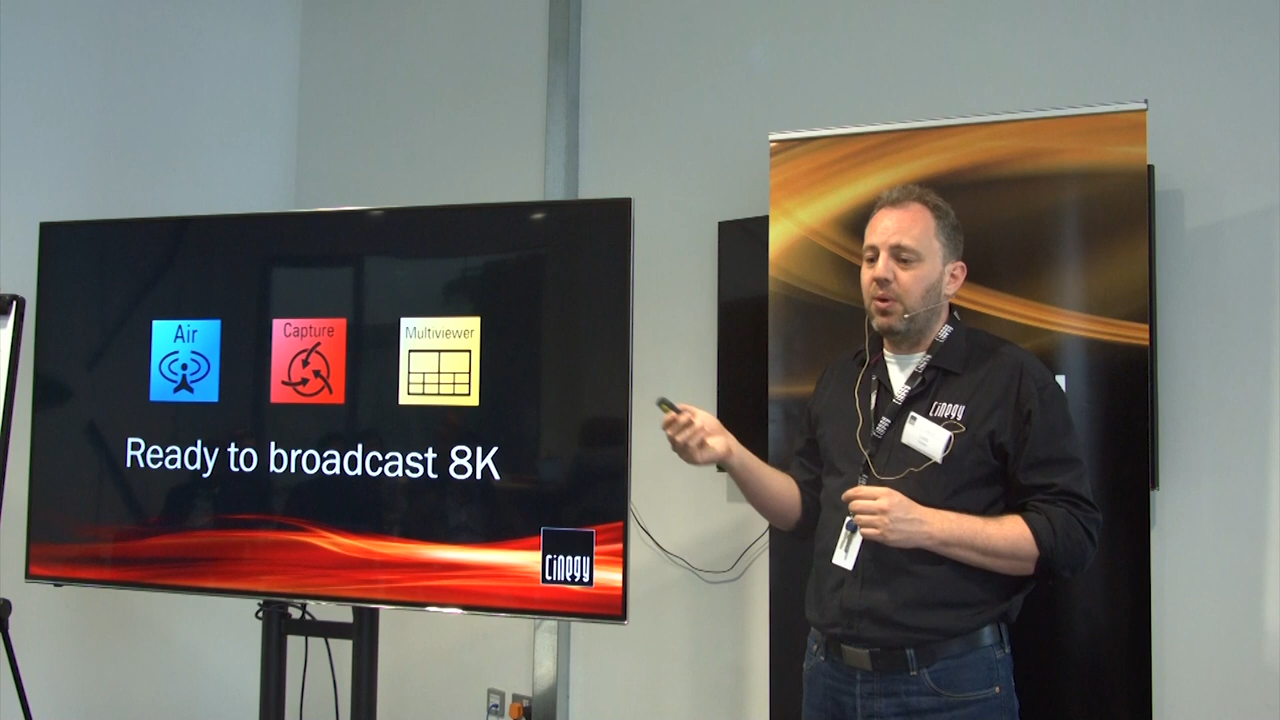 Air
Capture
Multiviewer
Ready to broadcast 8K
cinegy
cinegy